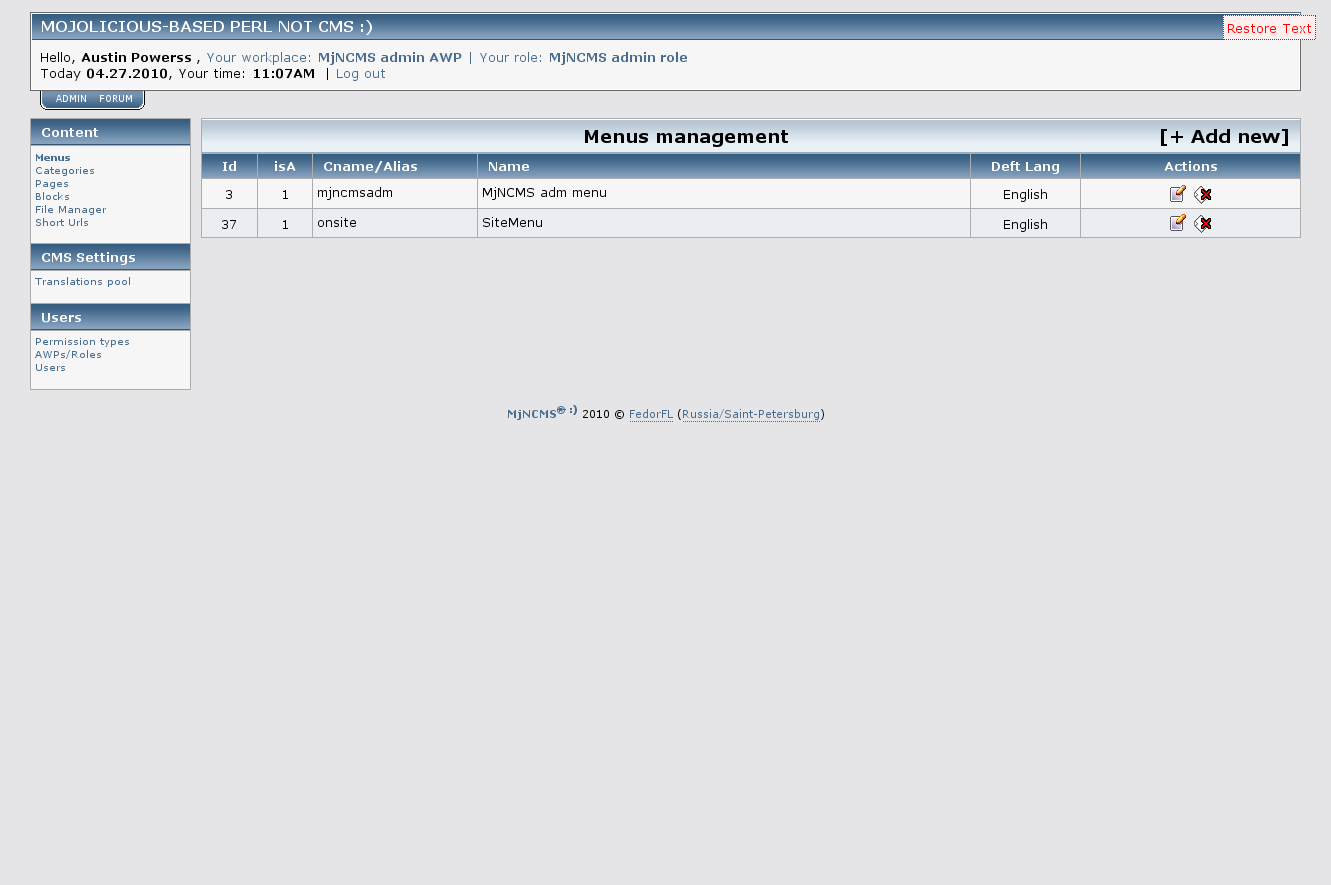 MOJOLICIOUS-BASED PERL NOT CMS :)
Restore Text
Hello, Austin Powerss , Your workplace: MjNCMS admin AWP | Your role: MjNCMS admin role
Today 04.27.2010, Your time: 11:07AM | Log out
ADMIN FORUM
Content
Menus
Categories
Pages
Blocks
File Manager
Short Urls
CMS Settings
Translations pool
Users
Permission types
AWPs/Roles
Users
Menus management [+ Add new]
Id isA Cname/Alias Name Deft Lang Actions
3 1 mjncmsadm MjNCMS adm menu English
37 1 onsite SiteMenu English
MjNCMS® :) 2010 © FedorFL (Russia/Saint-Petersburg)